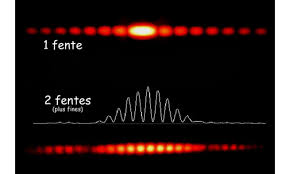 1 fente
2 fentes
(plus fines)